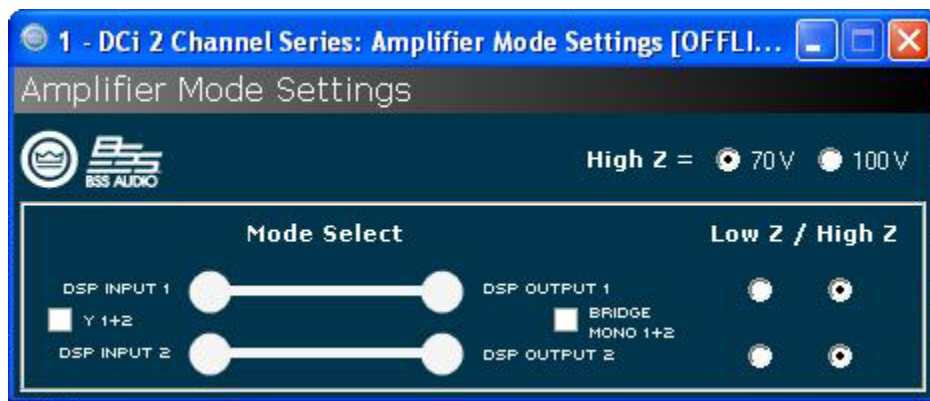 1 - DCi 2 Channel Series: Amplifier Mode Settings [OFFLI...
Amplifier Mode Settings
BSS
BSS AUDIO
High Z = 70V 100V
Mode Select
Low Z / High Z
DSP INPUT 1
DSP OUTPUT 1
Y 1+2
BRIDGE
MONO 1+2
DSP INPUT 2
DSP OUTPUT 2